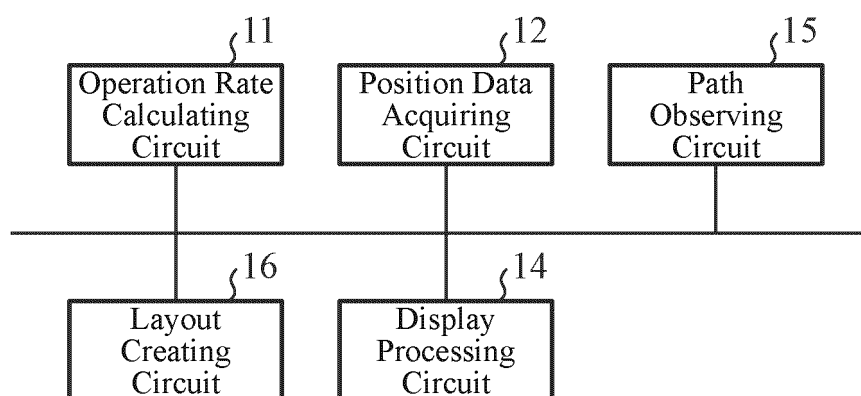 11
12
15
Operation Rate
Calculating
Circuit
Position Data
Acquiring
Circuit
Path
Observing
Circuit
16
14
Layout
Creating
Circuit
Display
Processing
Circuit